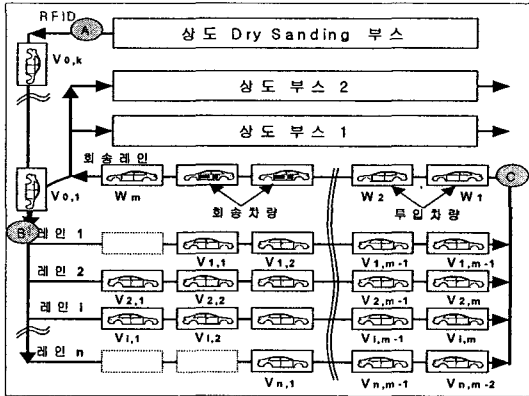 RFID
A
상도 Dry Sanding 부스
V0,k
상도 부스 2
상도 부스 1
회송레인
C
V0,1
Wm
W2
W1
회송차량
투입차량
B
레인 1
V1,1
V1,2
V1,m-1
V1,m-1
레인 2
V2,1
V2,2
V2,m-1
V2,m
레인 i
Vi,1
Vi,2
Vi,m-1
Vi,m
레인 n
Vn,1
Vn,m-1
Vn,m-2